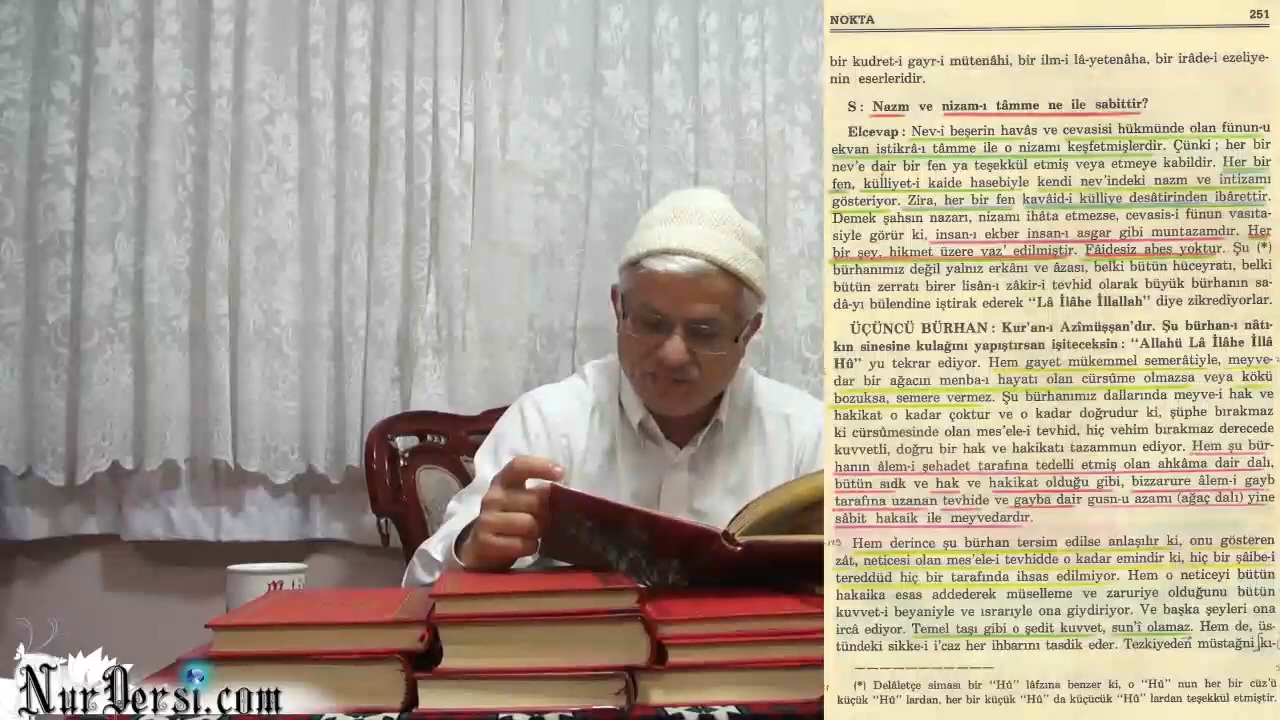 NOKTA 251
bir kudret-i gayr-i mütenâhi, bir ilm-i lâ-yetenaha, bir irâde-i ezeliye-
nin eserleridir.
S : Nazm ve nizam-ı tâmme ne ile sabittir?
Elcevap : Nev-i beşerin havâs ve cevasisi hükmünde olan fünun-u
ekvan istikrâ-ı tâmme ile o nizamı keşfetmişlerdir. Çünki ; her bir
nev'e dair bir fen ya teşekkül etmiş veya etmeye kabildir. Her bir
fen, külliyet-i kaide hasebiyle kendi nev'indeki nazm ve intizamı
gösteriyor. Zira, her bir fen kavâid-i külliye desâtirinden ibârettir.
Demek şahsın nazarı, nizamı ihâta etmezse, cevasis-i fünun vasıta-
siyle görür ki, insan-ı ekber insan-ı asgar gibi muntazamdır. Her
bir şey, hikmet üzere vaz' edilmiştir. Fâidesiz abes yoktur. Şu (*)
bürhanımız değil yalnız erkânı ve âzası, belki bütün hüceyratı, belki
bütün zerratı birer lisân-ı zâkir-i tevhid olarak büyük bürhanın sa-
dâ-yı bülendine iştirak ederek "Lâ İlâhe İllallah" diye zikrediyorlar.
ÜÇÜNCÜ BÜRHAN : Kur'an-ı Azîmüşşan'dır. Şu bürhan-ı nâtı-
kın sinesine kulağını yapıştırsan işiteceksin : "Allahü Lâ İlâhe İllâ
Hû" yu tekrar ediyor. Hem gayet mükemmel semerâtiyle, meyve-
dar bir ağacın menba-ı hayatı olan cürsûme olmazsa veya kökü
bozuksa, semere vermez. Şu bürhanımız dallarında meyve-i hak ve
hakikat o kadar çoktur ve o kadar doğrudur ki, şüphe bırakmaz
ki cürsûmesinde olan mes'ele-i tevhid, hiç vehim bırakmaz derecede
kuvvetli, doğru bir hak ve hakikatı tazammun ediyor. Hem şu bür-
hanın âlem-i şehadet tarafına tedelli etmiş olan ahkâma dair dalı,
bütün sıdk ve hak ve hakikat olduğu gibi, bizzarure âlem-i gayb
tarafına uzanan tevhide ve gayba dair gusn-u azamı (ağaç dalı) yine
sâbit hakaik ile meyvedardır.
Hem derince şu bürhan tersim edilse anlaşılır ki, onu gösteren
zât, neticesi olan mes'ele-i tevhidde o kadar emindir ki, hiç bir şâibe-i
tereddüd hiç bir tarafında ihsas edilmiyor. Hem o neticeyi bütün
hakaika esas addederek müselleme ve zaruriye olduğunu bütün
kuvvet-i beyaniyle ve ısrarıyle ona giydiriyor. Ve başka şeyleri ona
ircâ ediyor. Temel taşı gibi o şedit kuvvet, sun'î olamaz. Hem de, üs-
tündeki sikke-i i'caz her ihbarını tasdik eder. Tezkiyeden müstağni kı-
(*) Delâletçe siması bir "Hû" lâfzına benzer ki, o "Hû" nun her bir cüz'ü
küçük "Hû" lardan, her bir küçük "Hû" da küçücük "Hû" lardan teşekkül etmiştir.
NurDersi.com